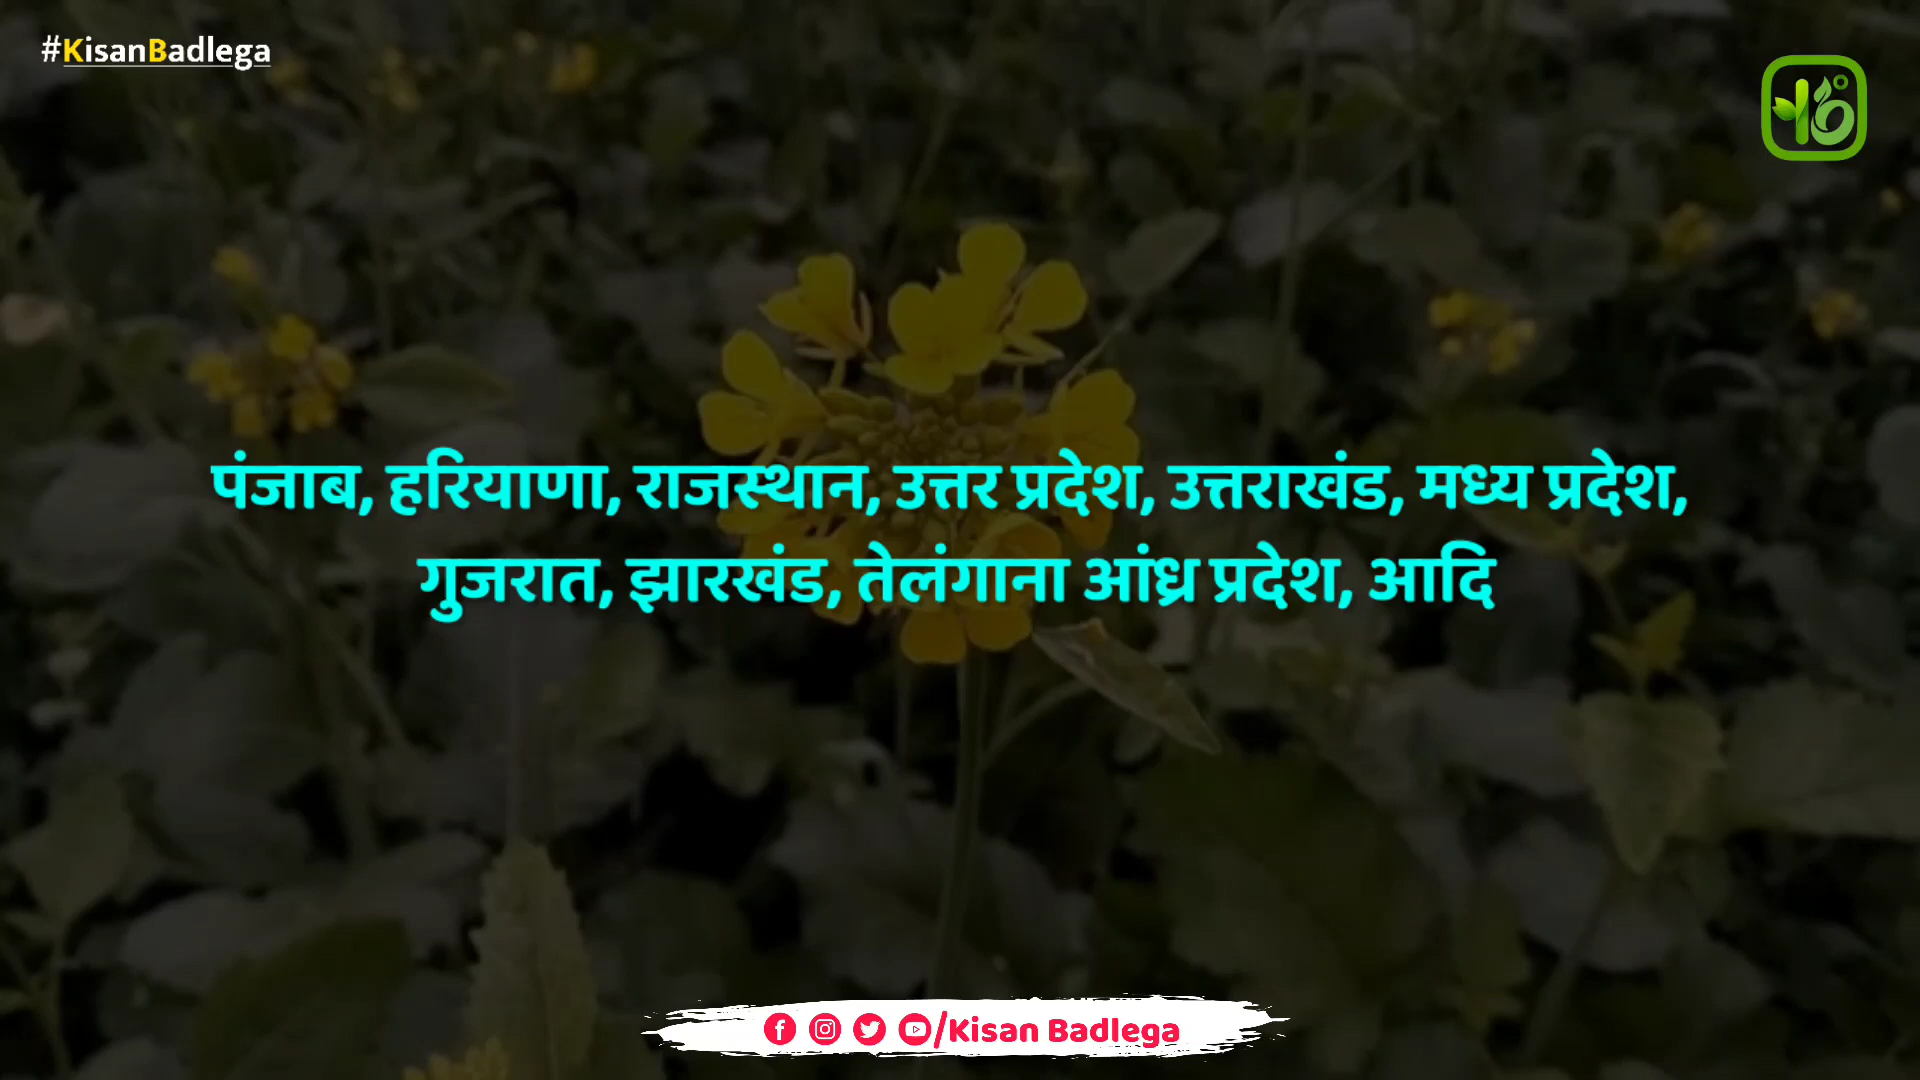 #KisanBadlega
पंजाब, हरियाणा, राजस्थान, उत्तर प्रदेश, उत्तराखंड, मध्य प्रदेश,
गुजरात, झारखंड, तेलंगाना आंध्र प्रदेश, आदि
/Kisan Badlega